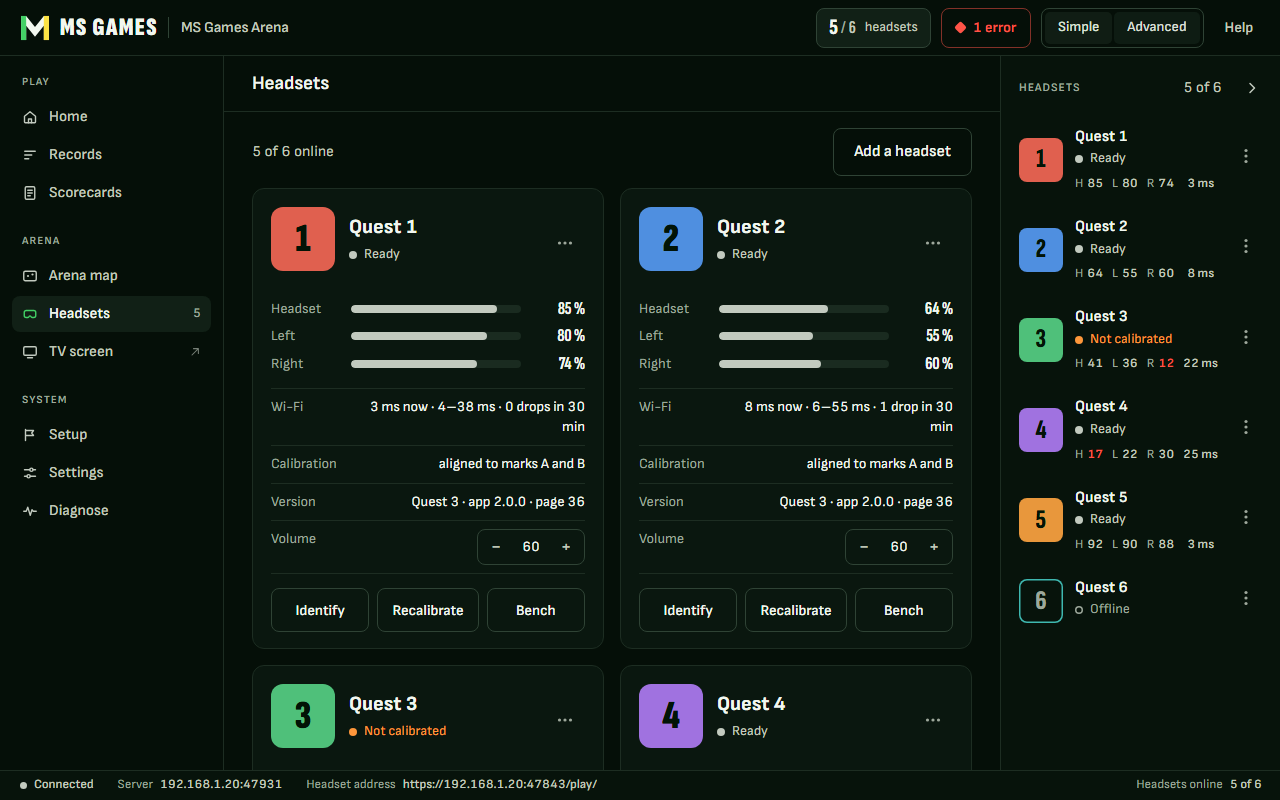 MS GAMES
MS Games Arena
5 / 6 headsets
1 error
Simple
Advanced
Help
PLAY
Home
Records
Scorecards
ARENA
Arena map
Headsets 5
TV screen
SYSTEM
Setup
Settings
Diagnose
Headsets
5 of 6 online
Add a headset
1
Quest 1
Ready
Headset 85 %
Left 80 %
Right 74 %
Wi-Fi 3 ms now · 4–38 ms · 0 drops in 30
min
Calibration aligned to marks A and B
Version Quest 3 · app 2.0.0 · page 36
Volume − 60 +
Identify
Recalibrate
Bench
2
Quest 2
Ready
Headset 64 %
Left 55 %
Right 60 %
Wi-Fi 8 ms now · 6–55 ms · 1 drop in 30
min
Calibration aligned to marks A and B
Version Quest 3 · app 2.0.0 · page 36
Volume − 60 +
Identify
Recalibrate
Bench
3
Quest 3
Not calibrated
4
Quest 4
Ready
HEADSETS 5 of 6
1
Quest 1
Ready
H 85 L 80 R 74 3 ms
2
Quest 2
Ready
H 64 L 55 R 60 8 ms
3
Quest 3
Not calibrated
H 41 L 36 R 12 22 ms
4
Quest 4
Ready
H 17 L 22 R 30 25 ms
5
Quest 5
Ready
H 92 L 90 R 88 3 ms
6
Quest 6
Offline
Connected
Server 192.168.1.20:47931
Headset address https://192.168.1.20:47843/play/
Headsets online 5 of 6